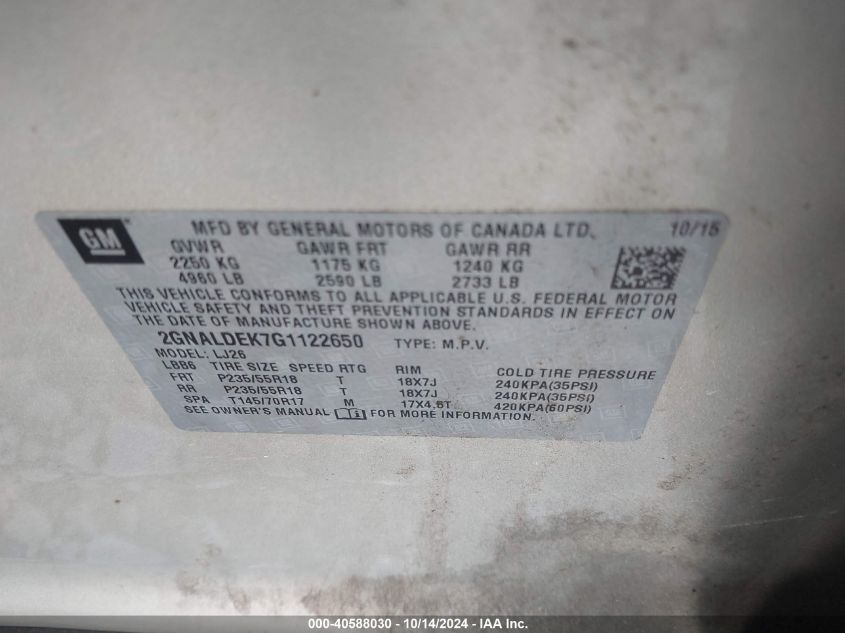 GM MFD BY GENERAL MOTORS OF CANADA LTD. 10/15
GVWR GAWR FRT GAWR RR
2250 KG 1175 KG 1240 KG
4960 LB 2590 LB 2733 LB
THIS VEHICLE CONFORMS TO ALL APPLICABLE U.S. FEDERAL MOTOR
VEHICLE SAFETY AND THEFT PREVENTION STANDARDS IN EFFECT ON
THE DATE OF MANUFACTURE SHOWN ABOVE.
2GNALDEK7G1122650 TYPE: M.P.V.
MODEL: LJ26
LBB6 TIRE SIZE SPEED RTG RIM COLD TIRE PRESSURE
FRT P235/55R18 T 18X7J 240KPA(35PSI)
RR P235/55R18 T 18X7J 240KPA(35PSI)
SPA T145/70R17 M 17X4.5T 420KPA(60PSI)
SEE OWNER'S MANUAL FOR MORE INFORMATION.
000-40588030 - 10/14/2024 - IAA Inc.